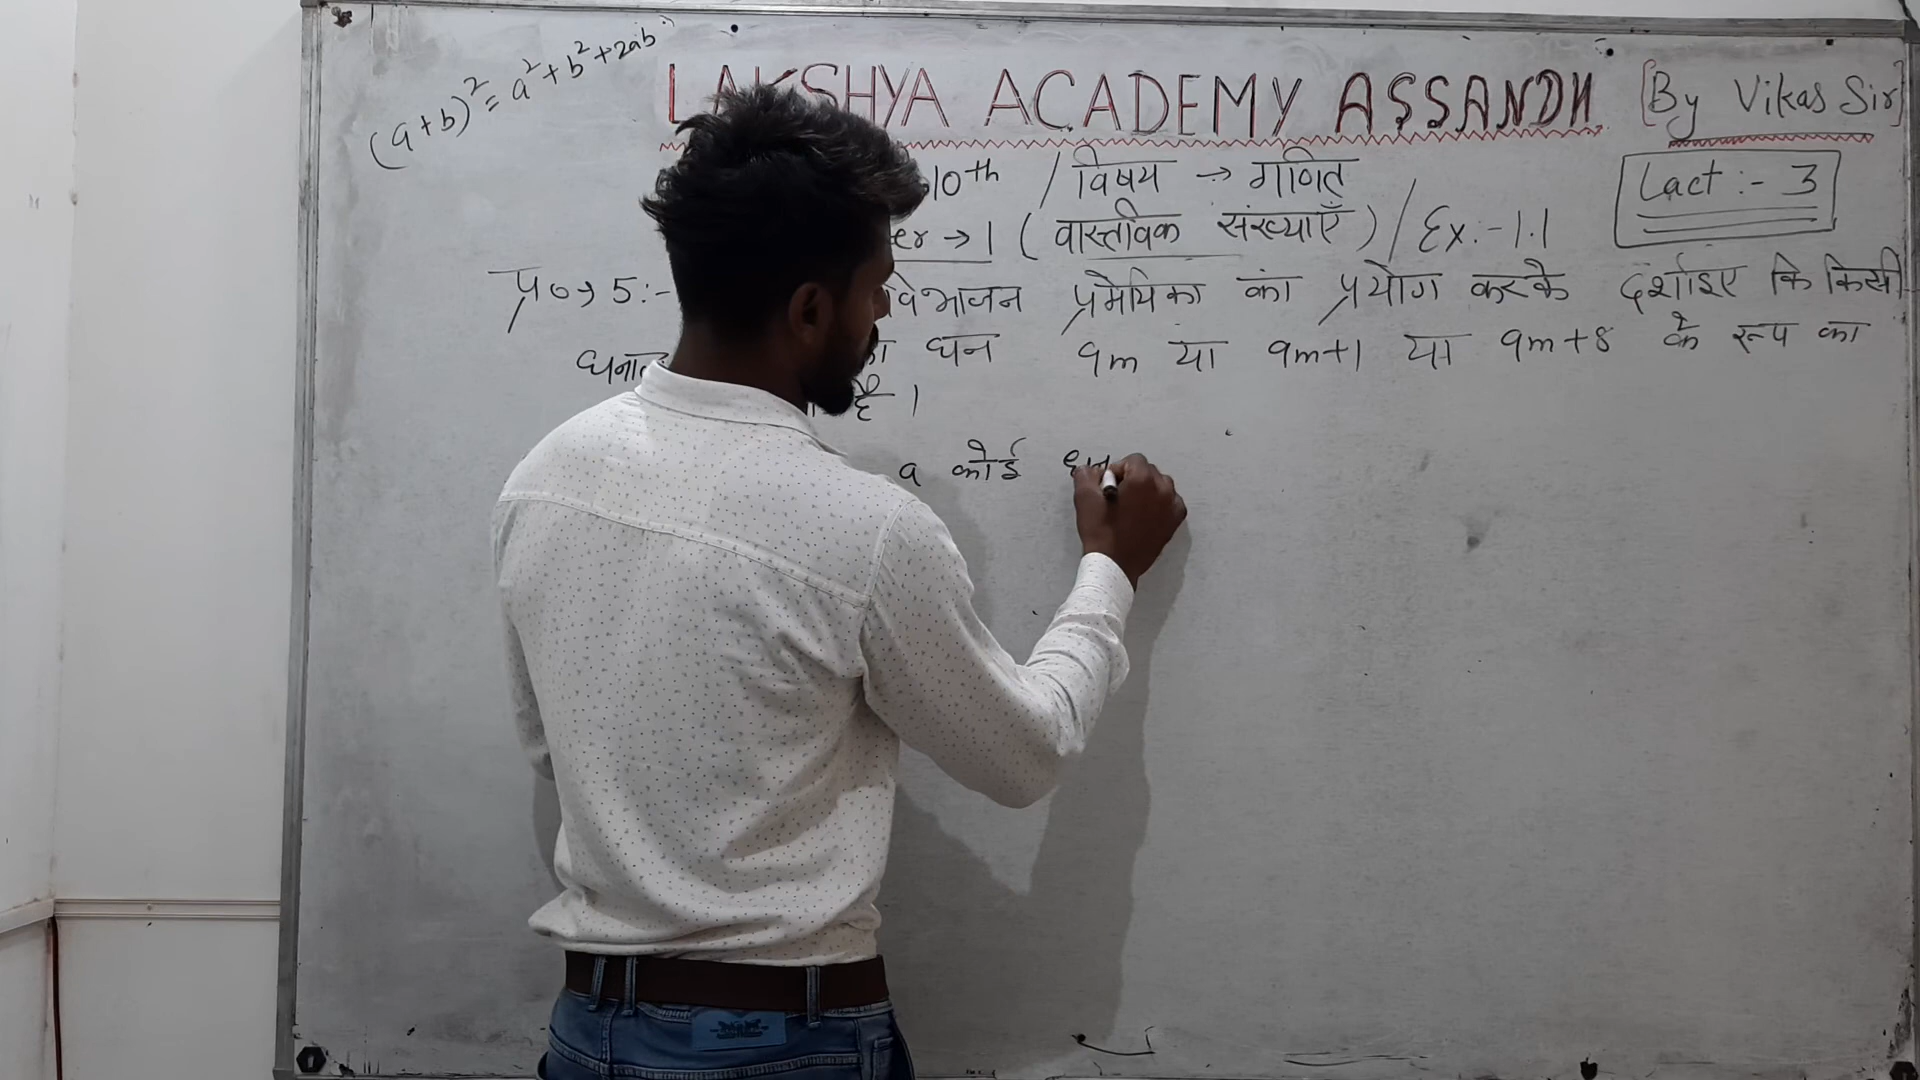 (a+b)² = a²+b²+2ab
LAKSHYA ACADEMY ASSANDH [By Vikas Sir]
10th / विषय → गणित
Lact :- 3
→ 1 ( वास्तविक संख्याएँ ) / Ex:- 1.1
प्र० → 5:- विभाजन प्रमेयिका का प्रयोग करके दर्शाइए कि किसी
घन 9m या 9m+1 या 9m+8 के रूप का
है।
a कोई धन